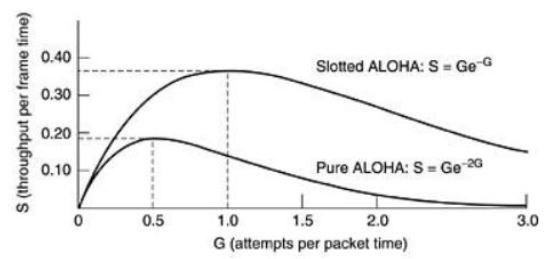 S (throughput per frame time)
0.40
0.30
0.20
0.10
Slotted ALOHA: S = Ge⁻ᴳ
Pure ALOHA: S = Ge⁻²ᴳ
0
0.5
1.0
1.5
2.0
3.0
G (attempts per packet time)